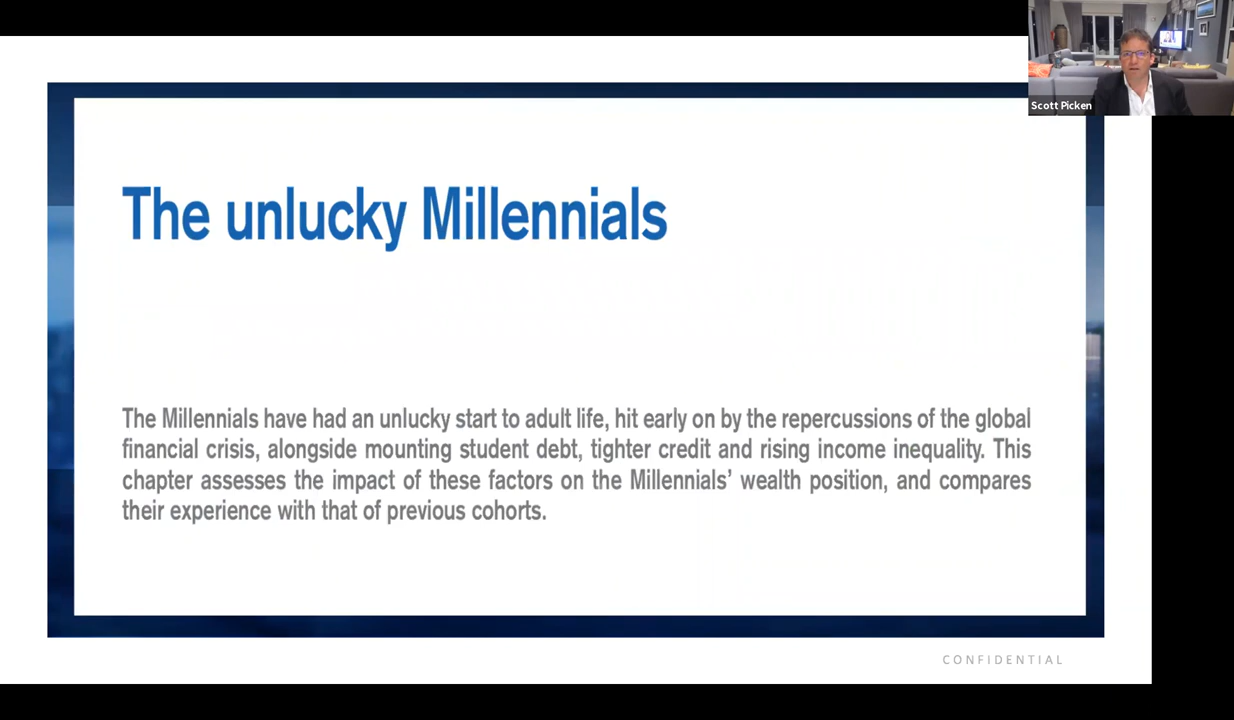 Scott Picken
The unlucky Millennials
The Millennials have had an unlucky start to adult life, hit early on by the repercussions of the global
financial crisis, alongside mounting student debt, tighter credit and rising income inequality. This
chapter assesses the impact of these factors on the Millennials’ wealth position, and compares
their experience with that of previous cohorts.
CONFIDENTIAL